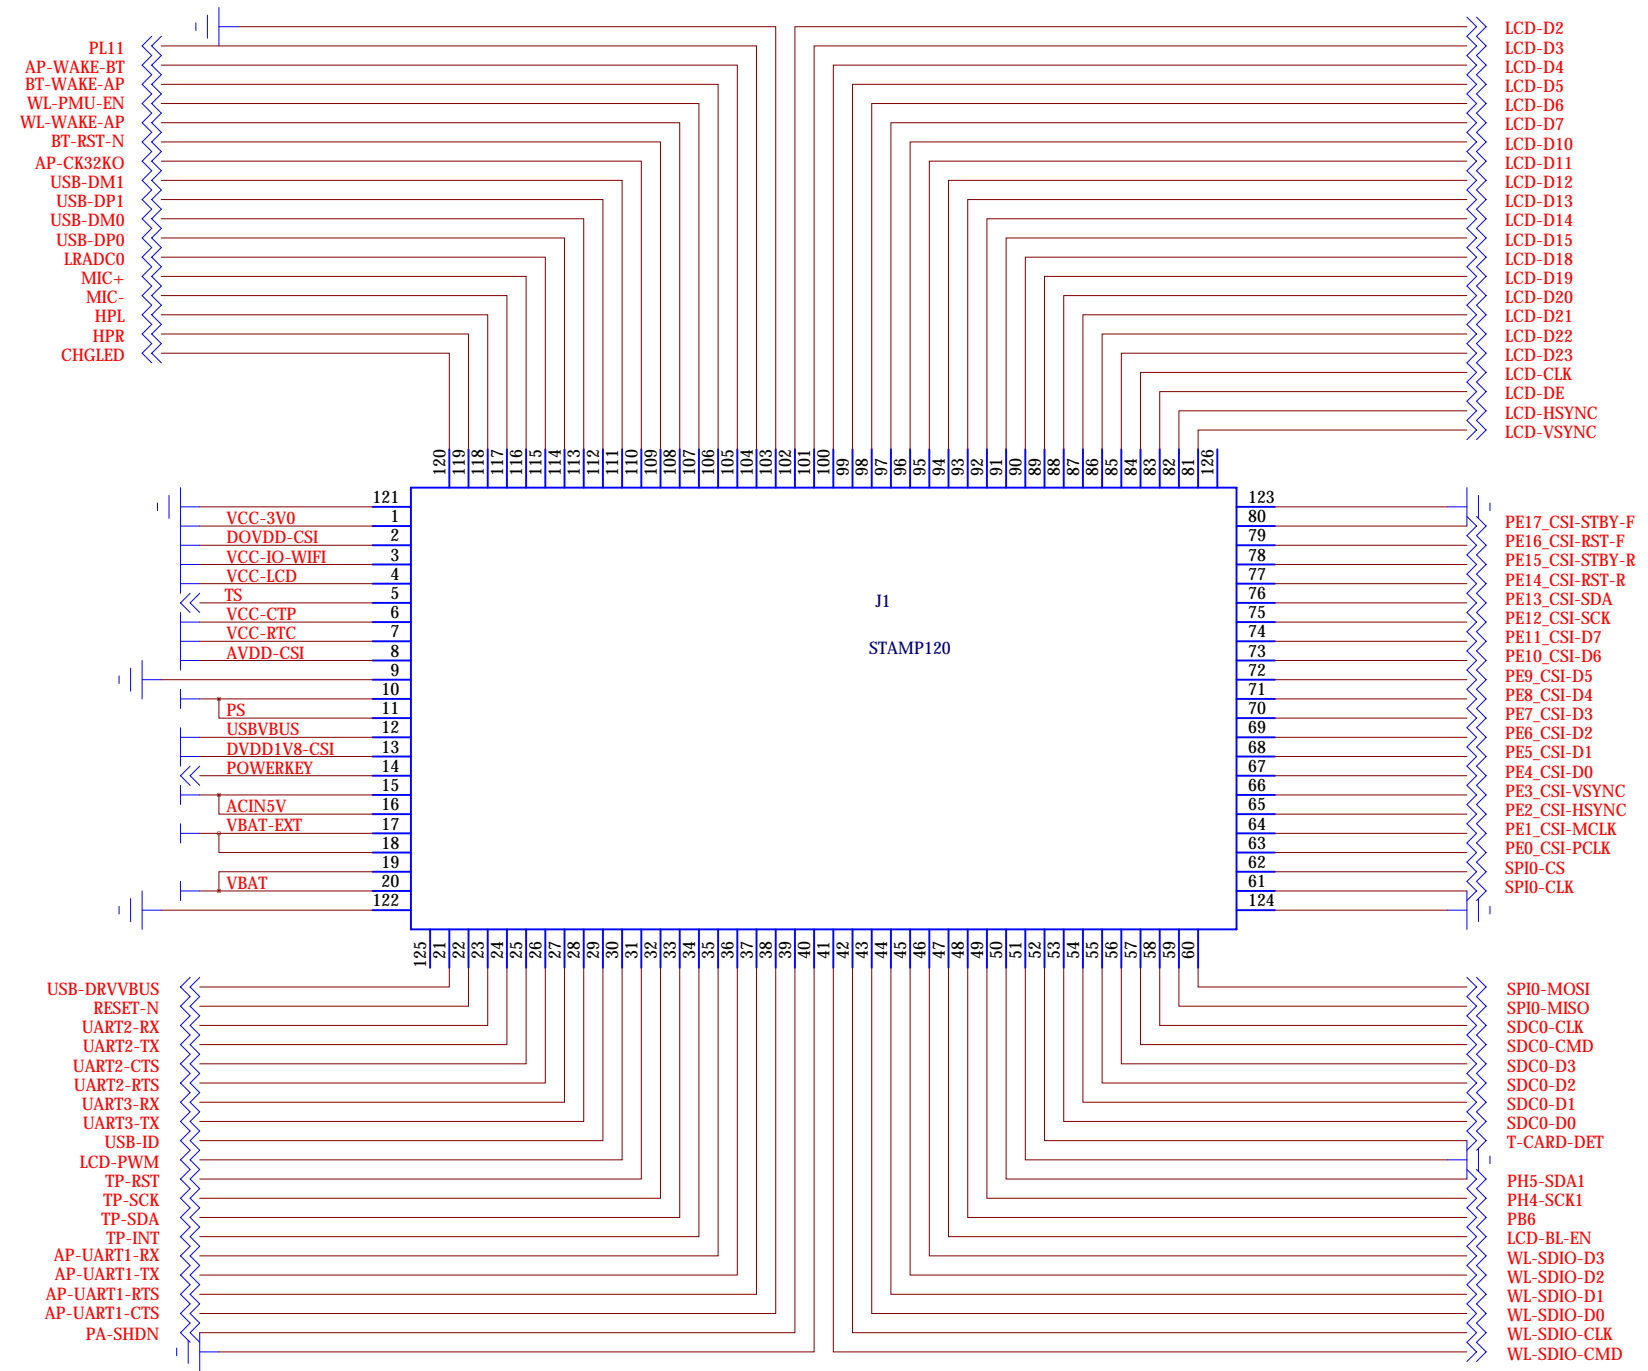 PL11
AP-WAKE-BT
BT-WAKE-AP
WL-PMU-EN
WL-WAKE-AP
BT-RST-N
AP-CK32KO
USB-DM1
USB-DP1
USB-DM0
USB-DP0
LRADC0
MIC+
MIC-
HPL
HPR
CHGLED
LCD-D2
LCD-D3
LCD-D4
LCD-D5
LCD-D6
LCD-D7
LCD-D10
LCD-D11
LCD-D12
LCD-D13
LCD-D14
LCD-D15
LCD-D18
LCD-D19
LCD-D20
LCD-D21
LCD-D22
LCD-D23
LCD-CLK
LCD-DE
LCD-HSYNC
LCD-VSYNC
120 119 118 117 116 115 114 113 112 111 110 109 108 107 106 105 104 103 102 101 100 99 98 97 96 95 94 93 92 91 90 89 88 87 86 85 84 83 82 81 126
121
VCC-3V0 1
DOVDD-CSI 2
VCC-IO-WIFI 3
VCC-LCD 4
TS 5
VCC-CTP 6
VCC-RTC 7
AVDD-CSI 8
9
10
PS 11
USBVBUS 12
DVDD1V8-CSI 13
POWERKEY 14
15
ACIN5V 16
VBAT-EXT 17
18
19
VBAT 20
122
J1
STAMP120
123
80 PE17_CSI-STBY-F
79 PE16_CSI-RST-F
78 PE15_CSI-STBY-R
77 PE14_CSI-RST-R
76 PE13_CSI-SDA
75 PE12_CSI-SCK
74 PE11_CSI-D7
73 PE10_CSI-D6
72 PE9_CSI-D5
71 PE8_CSI-D4
70 PE7_CSI-D3
69 PE6_CSI-D2
68 PE5_CSI-D1
67 PE4_CSI-D0
66 PE3_CSI-VSYNC
65 PE2_CSI-HSYNC
64 PE1_CSI-MCLK
63 PE0_CSI-PCLK
62 SPI0-CS
61 SPI0-CLK
124
125 21 22 23 24 25 26 27 28 29 30 31 32 33 34 35 36 37 38 39 40 41 42 43 44 45 46 47 48 49 50 51 52 53 54 55 56 57 58 59 60
USB-DRVVBUS
RESET-N
UART2-RX
UART2-TX
UART2-CTS
UART2-RTS
UART3-RX
UART3-TX
USB-ID
LCD-PWM
TP-RST
TP-SCK
TP-SDA
TP-INT
AP-UART1-RX
AP-UART1-TX
AP-UART1-RTS
AP-UART1-CTS
PA-SHDN
SPI0-MOSI
SPI0-MISO
SDC0-CLK
SDC0-CMD
SDC0-D3
SDC0-D2
SDC0-D1
SDC0-D0
T-CARD-DET
PH5-SDA1
PH4-SCK1
PB6
LCD-BL-EN
WL-SDIO-D3
WL-SDIO-D2
WL-SDIO-D1
WL-SDIO-D0
WL-SDIO-CLK
WL-SDIO-CMD